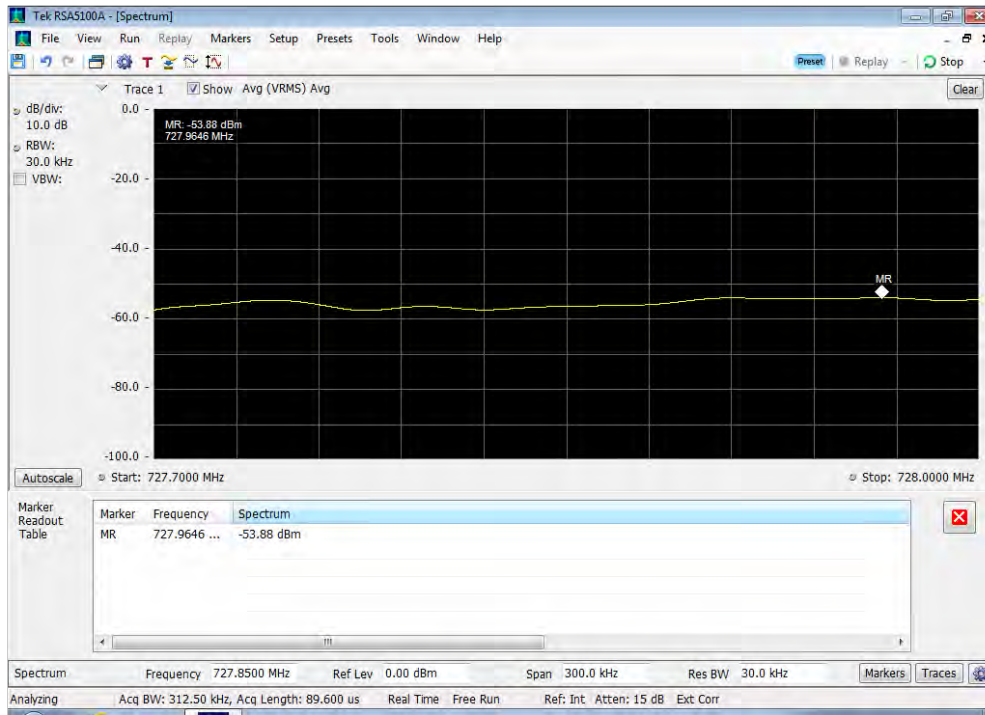 Tek RSA5100A - [Spectrum]
File View Run Replay Markers Setup Presets Tools Window Help
T Preset Replay Stop
Trace 1 Show Avg (VRMS) Avg Clear
dB/div:
10.0 dB
RBW:
30.0 kHz
VBW:
0.0
MR: -53.88 dBm
727.9646 MHz
-20.0
-40.0
MR
-60.0
-80.0
-100.0
Autoscale Start: 727.7000 MHz Stop: 728.0000 MHz
Marker Readout Table
Marker Frequency Spectrum
MR 727.9646 ... -53.88 dBm
Spectrum Frequency 727.8500 MHz Ref Lev 0.00 dBm Span 300.0 kHz Res BW 30.0 kHz Markers Traces
Analyzing Acq BW: 312.50 kHz, Acq Length: 89.600 us Real Time Free Run Ref: Int Atten: 15 dB Ext Corr